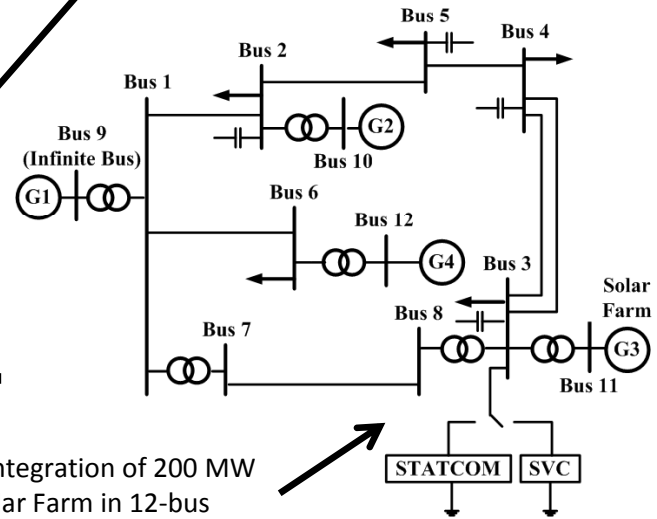 Bus 5
Bus 2
Bus 4
Bus 1
Bus 9
(Infinite Bus)
G2
Bus 10
G1
Bus 6
Bus 12
G4
Bus 3
Solar
Farm
Bus 8
Bus 7
G3
Bus 11
ntegration of 200 MW
ar Farm in 12-bus
STATCOM
SVC